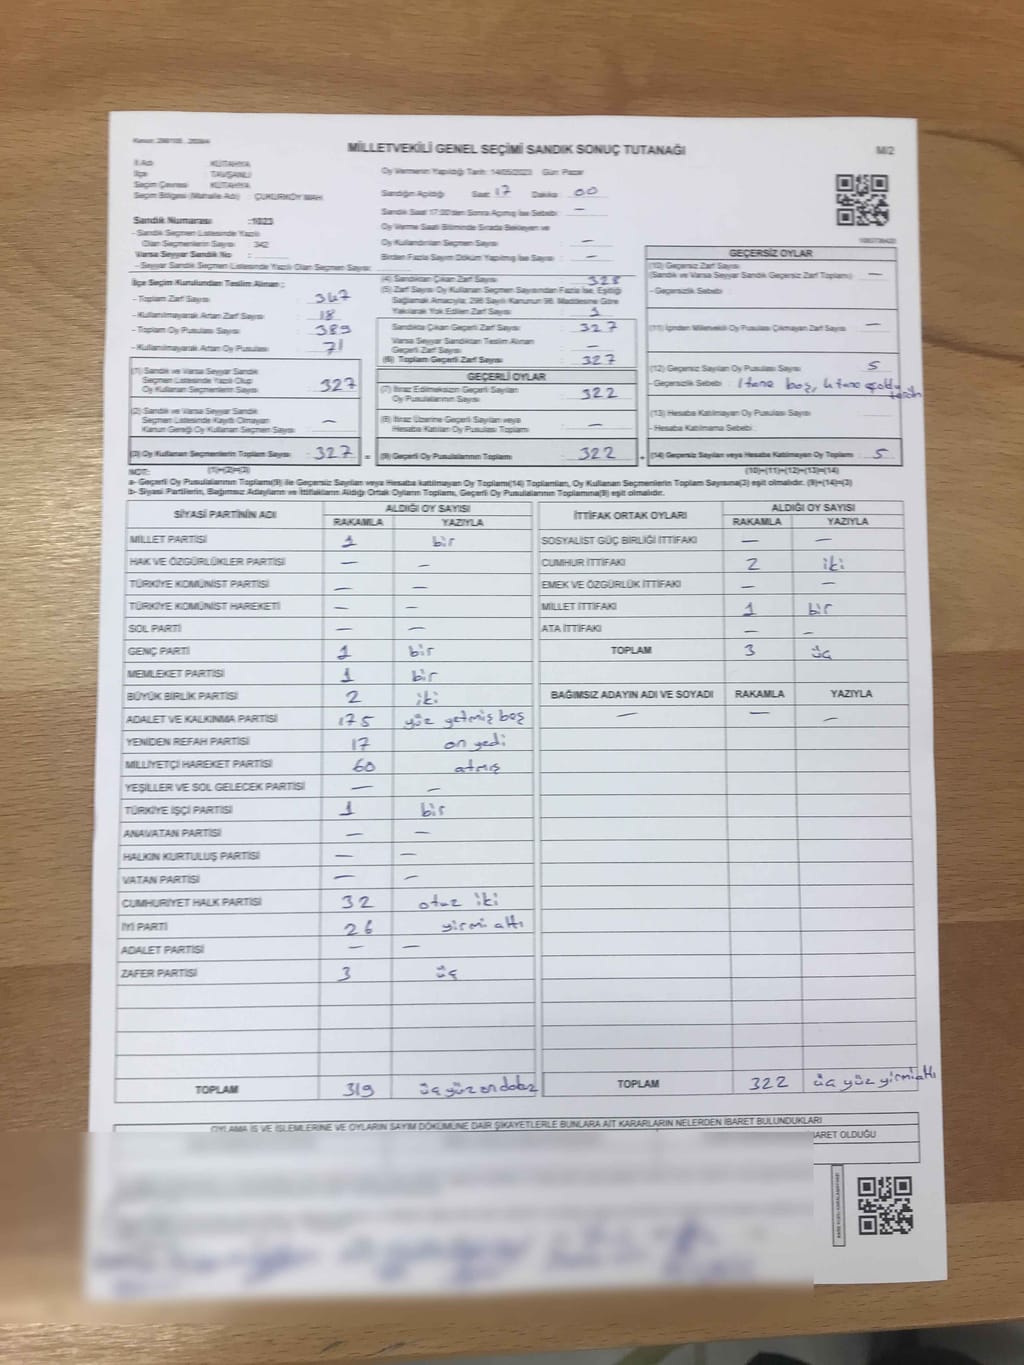 MİLLETVEKİLİ GENEL SEÇİMİ SANDIK SONUÇ TUTANAĞI
M/2
İl Adı : KÜTAHYA
İlçe : TAVŞANLI
Seçim Çevresi : KÜTAHYA
Seçim Bölgesi (Mahalle Adı) : ÇUKURKÖY MAH
Oy Vermenin Yapıldığı Tarih: 14/05/2023 Gün: Pazar
Sandığın Açıldığı Saat: 17 Dakika: 00
Sandık Saat 17:00'den Sonra Açılmış İse Sebebi : —
Oy Verme Saati Bitiminde Sırada Bekleyen ve
Oy Kullandırılan Seçmen Sayısı : —
Birden Fazla Sayım Döküm Yapılmış İse Sayısı : —
Sandık Numarası : 1023
- Sandık Seçmen Listesinde Yazılı
Olan Seçmenlerin Sayısı : 342
Varsa Seyyar Sandık No :
- Seyyar Sandık Seçmen Listesinde Yazılı Olan Seçmen Sayısı:
İlçe Seçim Kurulundan Teslim Alınan ;
- Toplam Zarf Sayısı : 347
- Kullanılmayarak Artan Zarf Sayısı : 18
- Toplam Oy Pusulası Sayısı : 389
- Kullanılmayarak Artan Oy Pusulası : 71
(1) Sandık ve Varsa Seyyar Sandık
Seçmen Listesinde Yazılı Olup
Oy Kullanan Seçmenlerin Sayısı : 327
(2) Sandık ve Varsa Seyyar Sandık
Seçmen Listesinde Kayıtlı Olmayan
Kanun Gereği Oy Kullanan Seçmen Sayısı : —
(3) Oy Kullanan Seçmenlerin Toplam Sayısı : 327
(1)+(2)=(3)
(4) Sandıktan Çıkan Zarf Sayısı : 328
(5) Zarf Sayısı Oy Kullanan Seçmen Sayısından Fazla İse, Eşitliği
Sağlamak Amacıyla, 298 Sayılı Kanunun 98. Maddesine Göre
Yakılarak Yok Edilen Zarf Sayısı : 1
Sandıkta Çıkan Geçerli Zarf Sayısı : 327
Varsa Seyyar Sandıktan Teslim Alınan
Geçerli Zarf Sayısı : —
(6) Toplam Geçerli Zarf Sayısı : 327
GEÇERLİ OYLAR
(7) İtiraz Edilmeksizin Geçerli Sayılan
Oy Pusulalarının Sayısı : 322
(8) İtiraz Üzerine Geçerli Sayılan veya
Hesaba Katılan Oy Pusulası Toplamı : —
= (9) Geçerli Oy Pusulalarının Toplamı : 322
GEÇERSİZ OYLAR
(10) Geçersiz Zarf Sayısı
(Sandık ve Varsa Seyyar Sandık Geçersiz Zarf Toplamı) : —
- Geçersizlik Sebebi :
(11) İçinden Milletvekili Oy Pusulası Çıkmayan Zarf Sayısı : —
(12) Geçersiz Sayılan Oy Pusulası Sayısı : 5
- Geçersizlik Sebebi : 1 tane boş, 4 tane çoklu tercih
(13) Hesaba Katılmayan Oy Pusulası Sayısı :
- Hesaba Katılmama Sebebi :
+ (14) Geçersiz Sayılan veya Hesaba Katılmayan Oy Toplamı : 5
(10)+(11)+(12)+(13)=(14)
NOT:
a- Geçerli Oy Pusulalarının Toplamı(9) ile Geçersiz Sayılan veya Hesaba katılmayan Oy Toplamı(14) Toplamları, Oy Kullanan Seçmenlerin Toplam Sayısına(3) eşit olmalıdır. (9)+(14)=(3)
b- Siyasi Partilerin, Bağımsız Adayların ve İttifakların Aldığı Ortak Oyların Toplamı, Geçerli Oy Pusulalarının Toplamına(9) eşit olmalıdır.
SİYASİ PARTİNİN ADI ALDIĞI OY SAYISI
RAKAMLA YAZIYLA
MİLLET PARTİSİ 1 bir
HAK VE ÖZGÜRLÜKLER PARTİSİ — —
TÜRKİYE KOMÜNİST PARTİSİ — —
TÜRKİYE KOMÜNİST HAREKETİ — —
SOL PARTİ — —
GENÇ PARTİ 1 bir
MEMLEKET PARTİSİ 1 bir
BÜYÜK BİRLİK PARTİSİ 2 iki
ADALET VE KALKINMA PARTİSİ 175 yüz yetmiş beş
YENİDEN REFAH PARTİSİ 17 on yedi
MİLLİYETÇİ HAREKET PARTİSİ 60 atmış
YEŞİLLER VE SOL GELECEK PARTİSİ — —
TÜRKİYE İŞÇİ PARTİSİ 1 bir
ANAVATAN PARTİSİ — —
HALKIN KURTULUŞ PARTİSİ — —
VATAN PARTİSİ — —
CUMHURİYET HALK PARTİSİ 32 otuz iki
İYİ PARTİ 26 yirmi altı
ADALET PARTİSİ — —
ZAFER PARTİSİ 3 üç
TOPLAM 319 üç yüz on dokuz
İTTİFAK ORTAK OYLARI ALDIĞI OY SAYISI
RAKAMLA YAZIYLA
SOSYALİST GÜÇ BİRLİĞİ İTTİFAKI — —
CUMHUR İTTİFAKI 2 iki
EMEK VE ÖZGÜRLÜK İTTİFAKI — —
MİLLET İTTİFAKI 1 bir
ATA İTTİFAKI — —
TOPLAM 3 üç
BAĞIMSIZ ADAYIN ADI VE SOYADI RAKAMLA YAZIYLA
— — —
TOPLAM 322 üç yüz yirmi altı
OYLAMA İŞ VE İŞLEMLERİNE VE OYLARIN SAYIM DÖKÜMÜNE DAİR ŞİKAYETLERLE BUNLARA AİT KARARLARIN NELERDEN İBARET BULUNDUKLARI
BARET OLDUĞU